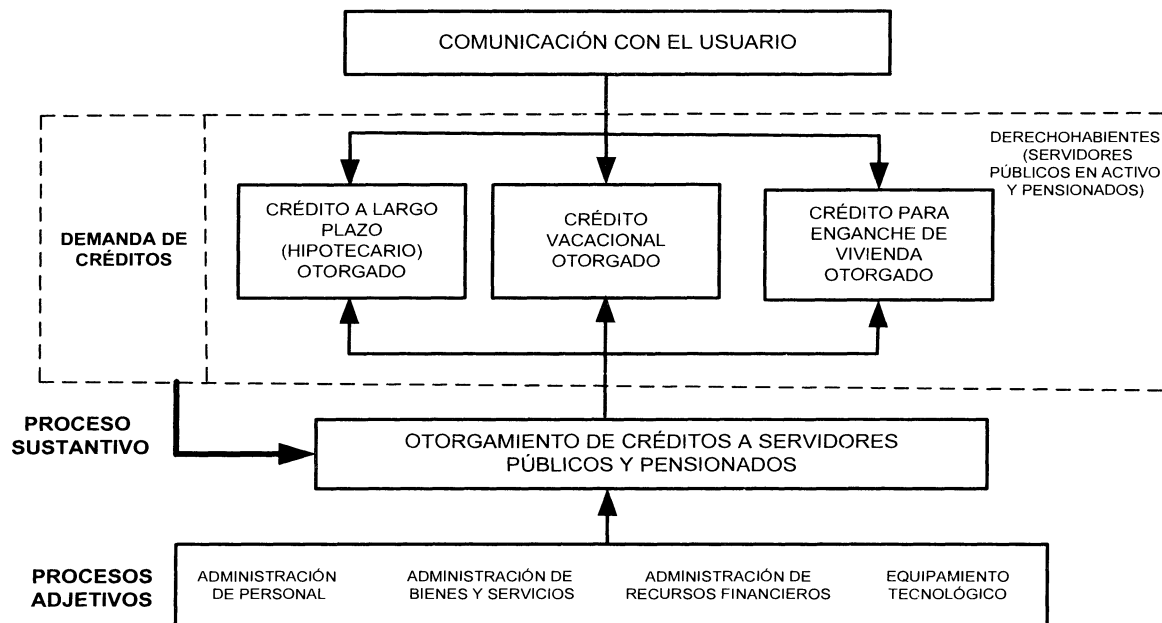 COMUNICACIÓN CON EL USUARIO
DERECHOHABIENTES
(SERVIDORES
PÚBLICOS EN ACTIVO
Y PENSIONADOS)
DEMANDA DE
CRÉDITOS
CRÉDITO A LARGO
PLAZO
(HIPOTECARIO)
OTORGADO
CRÉDITO
VACACIONAL
OTORGADO
CRÉDITO PARA
ENGANCHE DE
VIVIENDA
OTORGADO
PROCESO
SUSTANTIVO
OTORGAMIENTO DE CRÉDITOS A SERVIDORES
PÚBLICOS Y PENSIONADOS
PROCESOS
ADJETIVOS
ADMINISTRACIÓN
DE PERSONAL
ADMINISTRACIÓN DE
BIENES Y SERVICIOS
ADMINISTRACIÓN DE
RECURSOS FINANCIEROS
EQUIPAMIENTO
TECNOLÓGICO